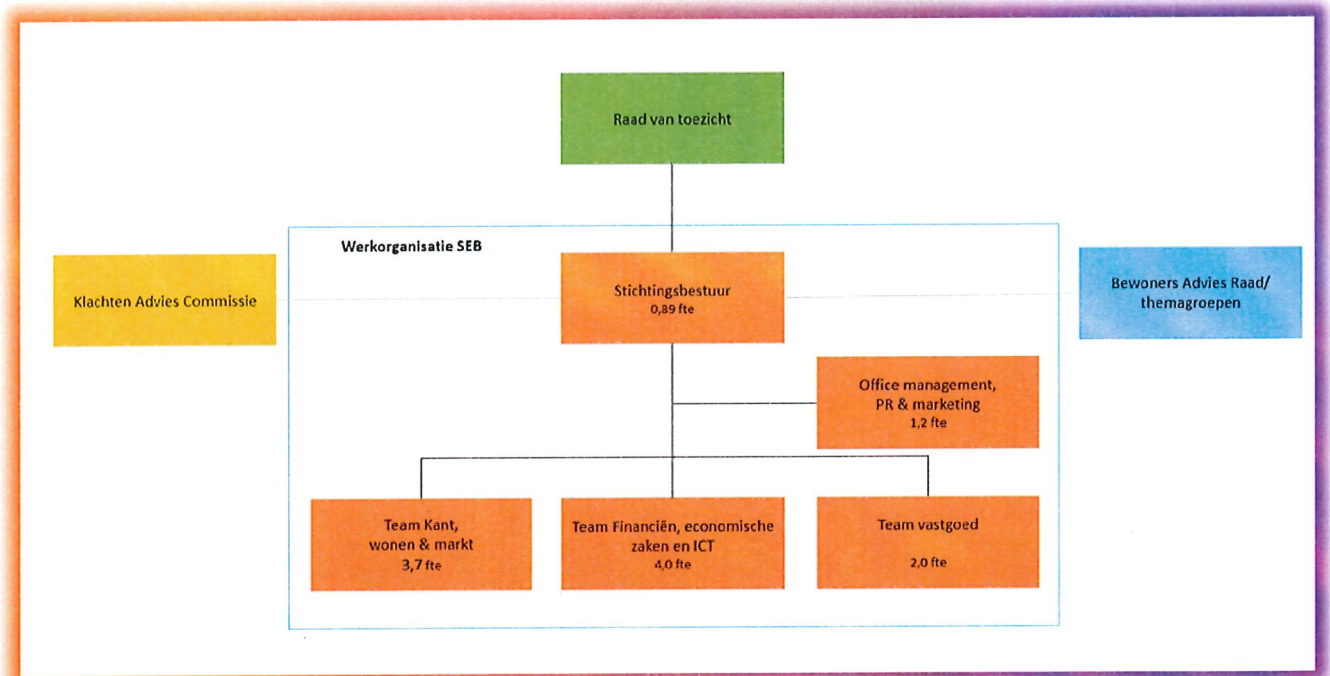 Raad van toezicht
Werkorganisatie SEB
Klachten Advies Commissie
Stichtingsbestuur
0,89 fte
Bewoners Advies Raad/
themagroepen
Office management,
PR & marketing
1,2 fte
Team Kant,
wonen & markt
3,7 fte
Team Financiën, economische
zaken en ICT
4,0 fte
Team vastgoed
2,0 fte